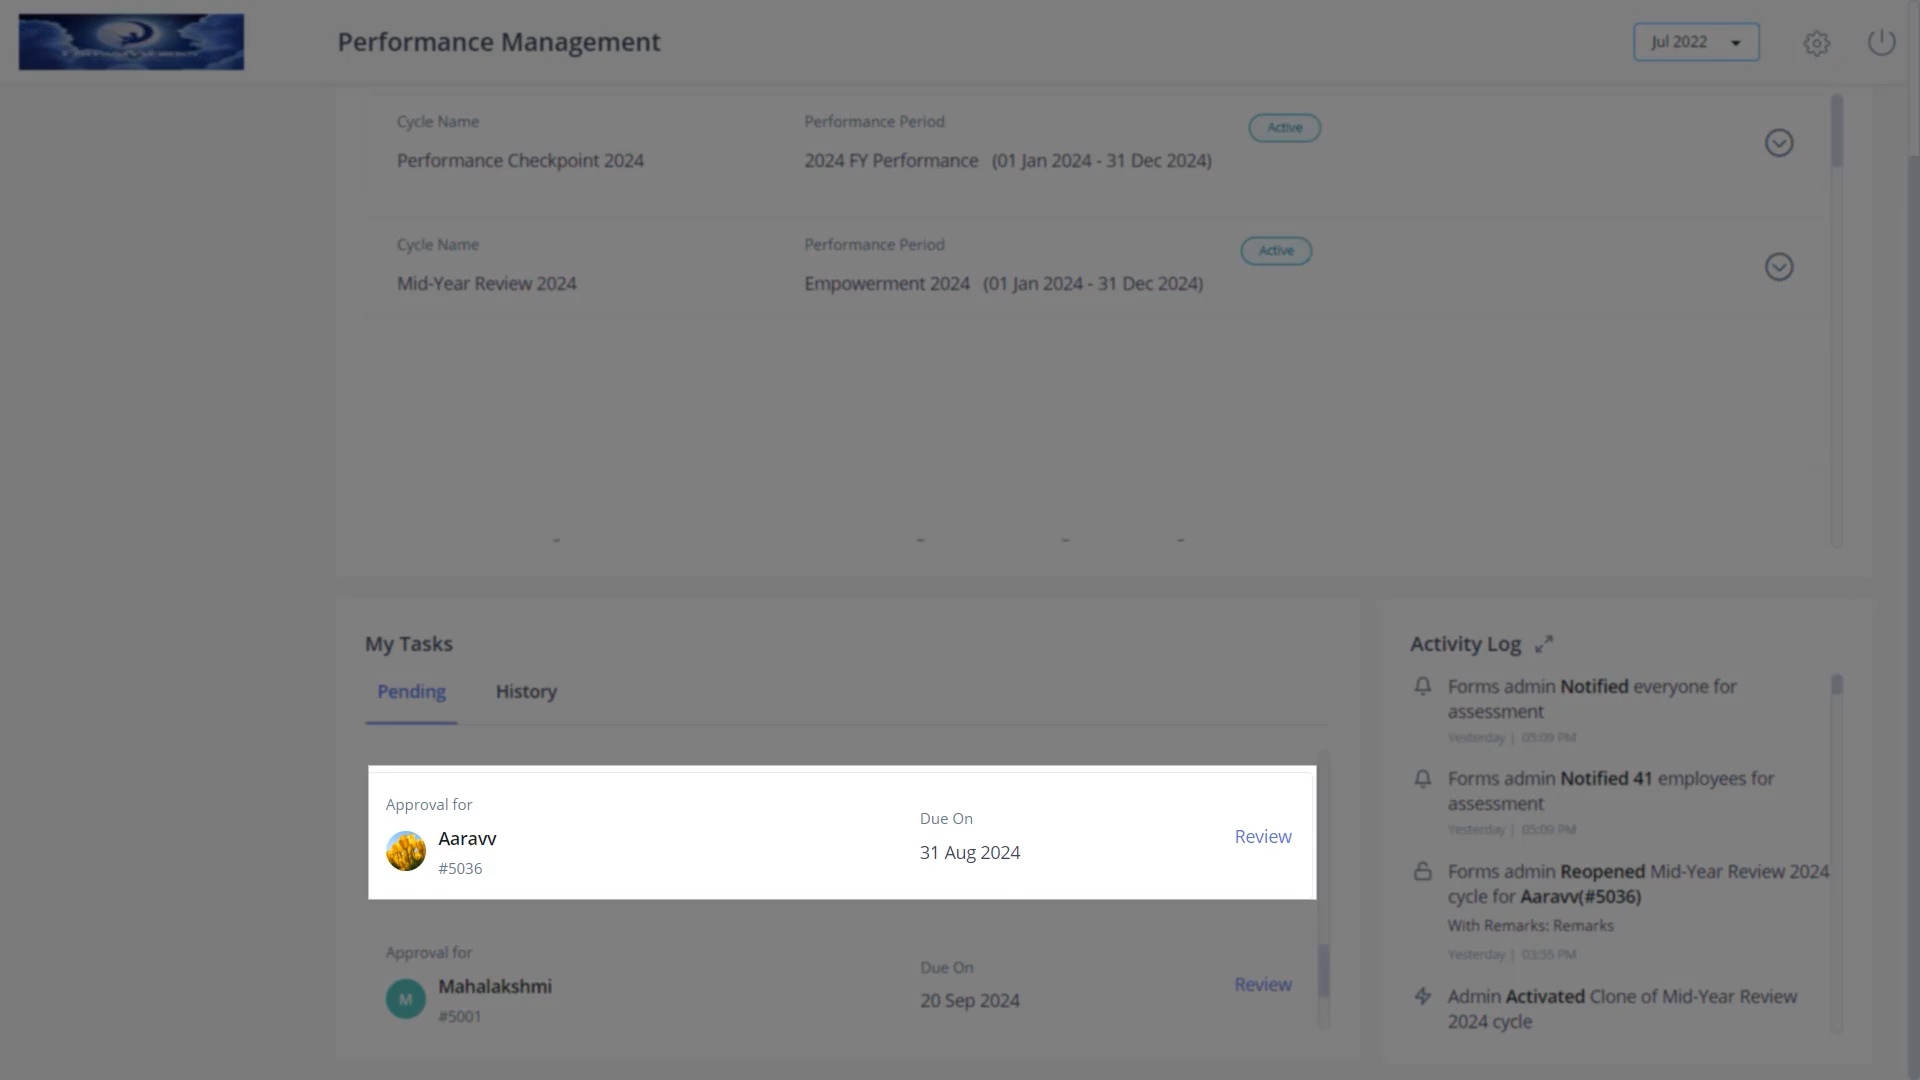 Performance Management
Jul 2022
Cycle Name
Performance Period
Active
Performance Checkpoint 2024
2024 FY Performance (01 Jan 2024 - 31 Dec 2024)
Cycle Name
Performance Period
Active
Mid-Year Review 2024
Empowerment 2024 (01 Jan 2024 - 31 Dec 2024)
My Tasks
Pending
History
Approval for
Aaravv
#5036
Due On
31 Aug 2024
Review
Approval for
M
Mahalakshmi
#5001
Due On
20 Sep 2024
Review
Activity Log
Forms admin Notified everyone for
assessment
Yesterday | 05:09 PM
Forms admin Notified 41 employees for
assessment
Yesterday | 05:09 PM
Forms admin Reopened Mid-Year Review 2024
cycle for Aaravv(#5036)
With Remarks: Remarks
Yesterday | 03:55 PM
Admin Activated Clone of Mid-Year Review
2024 cycle